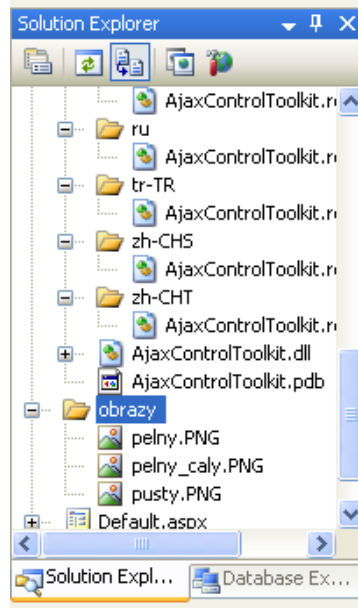 Solution Explorer
AjaxControlToolkit.r
ru
AjaxControlToolkit.r
tr-TR
AjaxControlToolkit.r
zh-CHS
AjaxControlToolkit.r
zh-CHT
AjaxControlToolkit.r
AjaxControlToolkit.dll
AjaxControlToolkit.pdb
obrazy
pelny.PNG
pelny_caly.PNG
pusty.PNG
Default.aspx
Solution Expl... Database Ex...